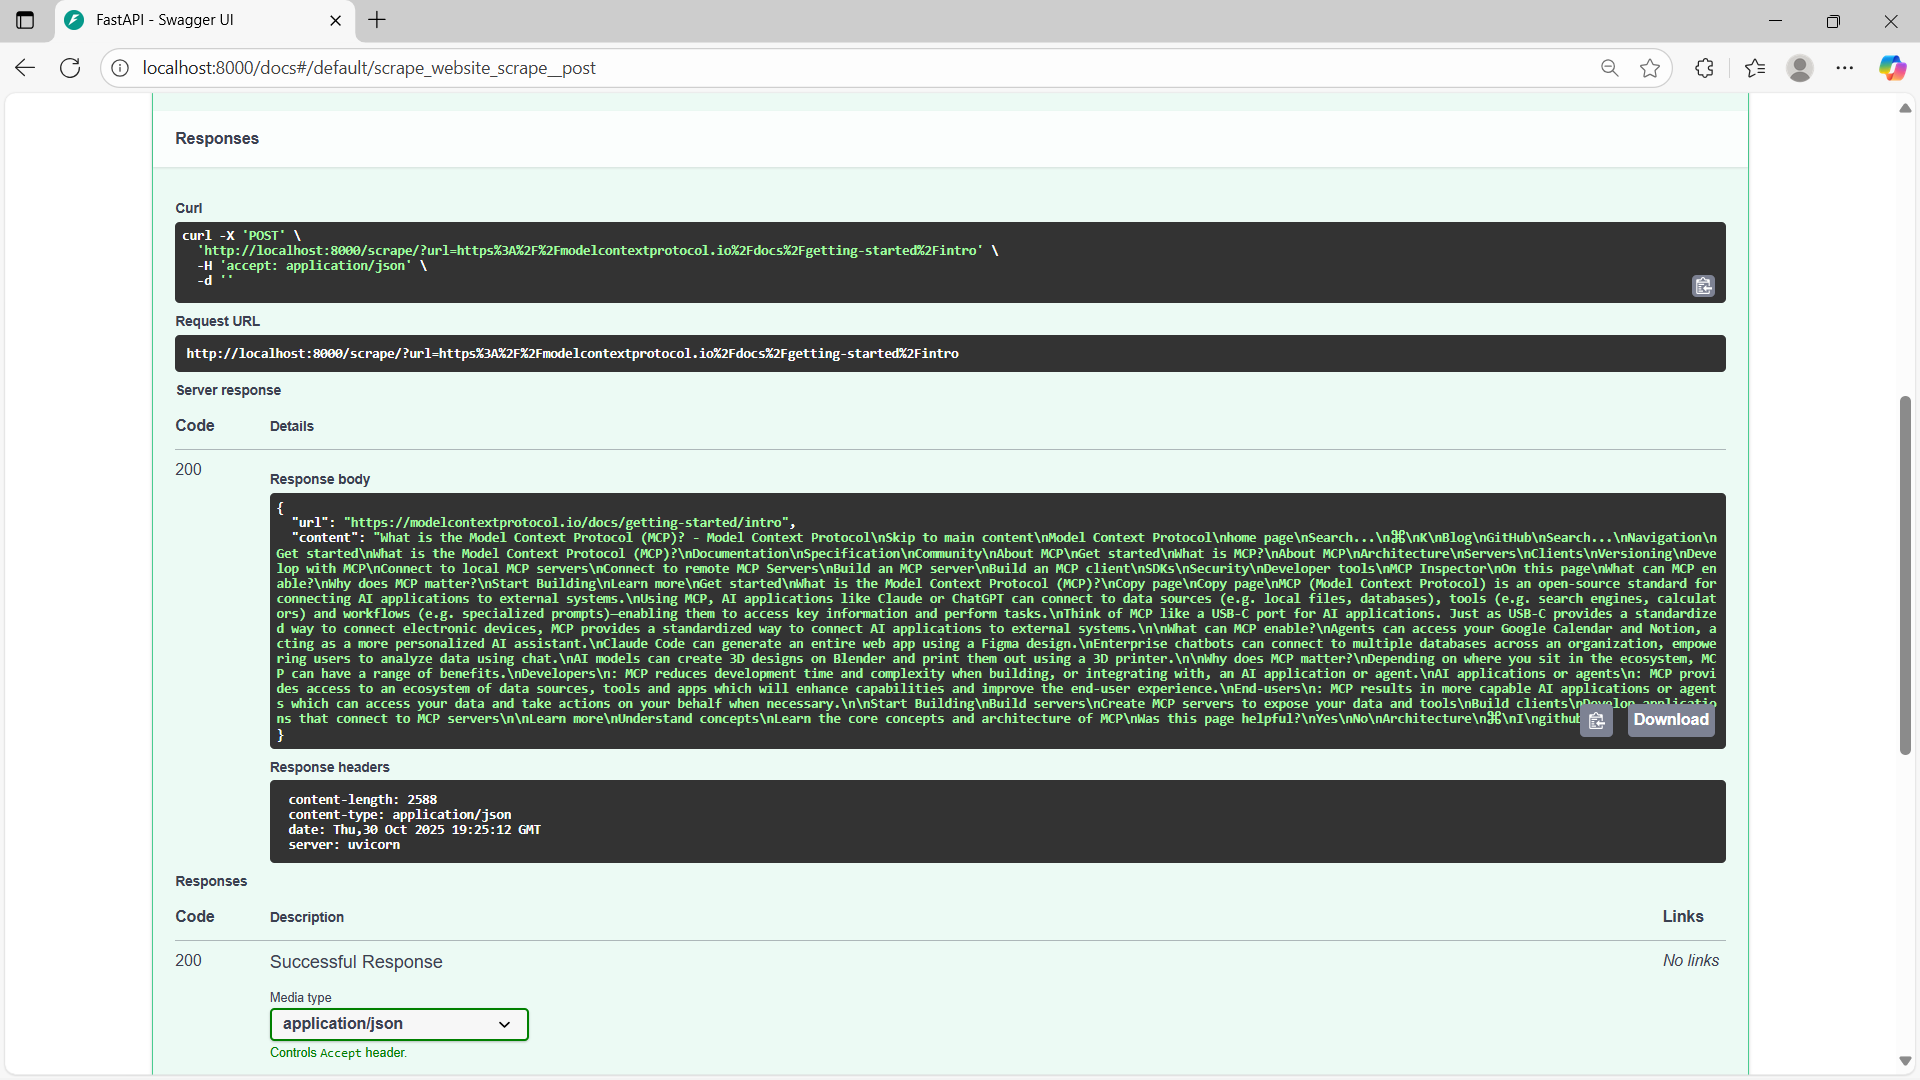 FastAPI - Swagger UI
localhost:8000/docs#/default/scrape_website_scrape__post
Responses
Curl
curl -X 'POST' \
'http://localhost:8000/scrape/?url=https%3A%2F%2Fmodelcontextprotocol.io%2Fdocs%2Fgetting-started%2Fintro' \
-H 'accept: application/json' \
-d ''
Request URL
http://localhost:8000/scrape/?url=https%3A%2F%2Fmodelcontextprotocol.io%2Fdocs%2Fgetting-started%2Fintro
Server response
Code Details
200
Response body
{
"url": "https://modelcontextprotocol.io/docs/getting-started/intro",
"content": "What is the Model Context Protocol (MCP)? - Model Context Protocol\nSkip to main content\nModel Context Protocol\nhome page\nSearch...\n⌘\nK\nBlog\nGitHub\nSearch...\nNavigation\n
Get started\nWhat is the Model Context Protocol (MCP)?\nDocumentation\nSpecification\nCommunity\nAbout MCP\nGet started\nWhat is MCP?\nAbout MCP\nArchitecture\nServers\nClients\nVersioning\nDeve
lop with MCP\nConnect to local MCP servers\nConnect to remote MCP Servers\nBuild an MCP server\nBuild an MCP client\nSDKs\nSecurity\nDeveloper tools\nMCP Inspector\nOn this page\nWhat can MCP en
able?\nWhy does MCP matter?\nStart Building\nLearn more\nGet started\nWhat is the Model Context Protocol (MCP)?\nCopy page\nCopy page\nMCP (Model Context Protocol) is an open-source standard for
connecting AI applications to external systems.\nUsing MCP, AI applications like Claude or ChatGPT can connect to data sources (e.g. local files, databases), tools (e.g. search engines, calculat
ors) and workflows (e.g. specialized prompts)—enabling them to access key information and perform tasks.\nThink of MCP like a USB-C port for AI applications. Just as USB-C provides a standardize
d way to connect electronic devices, MCP provides a standardized way to connect AI applications to external systems.\n\nWhat can MCP enable?\nAgents can access your Google Calendar and Notion, a
cting as a more personalized AI assistant.\nClaude Code can generate an entire web app using a Figma design.\nEnterprise chatbots can connect to multiple databases across an organization, empowe
ring users to analyze data using chat.\nAI models can create 3D designs on Blender and print them out using a 3D printer.\n\nWhy does MCP matter?\nDepending on where you sit in the ecosystem, MC
P can have a range of benefits.\nDevelopers\n: MCP reduces development time and complexity when building, or integrating with, an AI application or agent.\nAI applications or agents\n: MCP provi
des access to an ecosystem of data sources, tools and apps which will enhance capabilities and improve the end-user experience.\nEnd-users\n: MCP results in more capable AI applications or agent
s which can access your data and take actions on your behalf when necessary.\n\nStart Building\nBuild servers\nCreate MCP servers to expose your data and tools\nBuild clients\nDevelop applicatio
ns that connect to MCP servers\n\nLearn more\nUnderstand concepts\nLearn the core concepts and architecture of MCP\nWas this page helpful?\nYes\nNo\nArchitecture\n⌘\nI\ngithub
}
Download
Response headers
content-length: 2588
content-type: application/json
date: Thu,30 Oct 2025 19:25:12 GMT
server: uvicorn
Responses
Code Description Links
200 Successful Response No links
Media type
application/json
Controls Accept header.